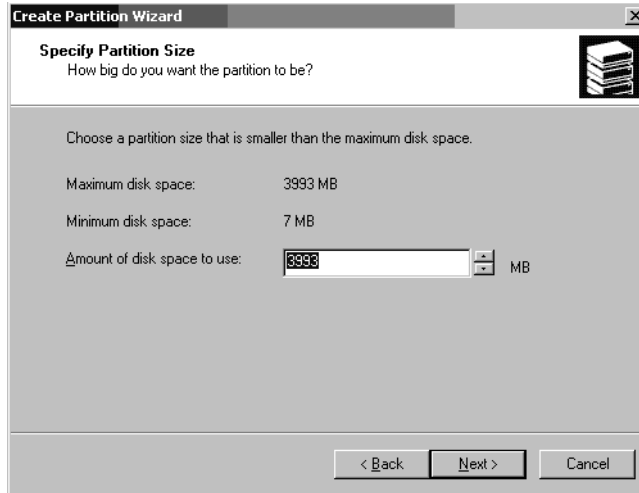 Create Partition Wizard
Specify Partition Size
How big do you want the partition to be?
Choose a partition size that is smaller than the maximum disk space.
Maximum disk space: 3993 MB
Minimum disk space: 7 MB
Amount of disk space to use: 3993 MB
< Back Next > Cancel